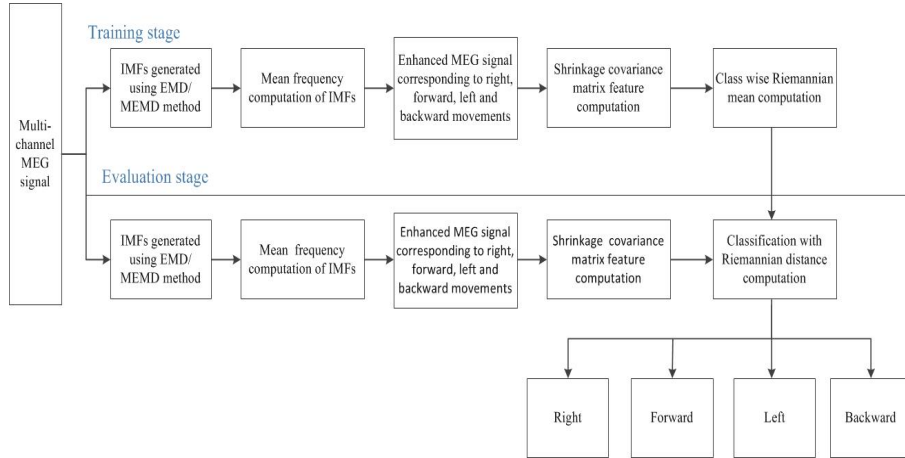 Training stage
Multi-
channel
MEG
signal
IMFs generated
using EMD/
MEMD method
Mean frequency
computation of IMFs
Enhanced MEG signal
corresponding to right,
forward, left and
backward movements
Shrinkage covariance
matrix feature
computation
Class wise Riemannian
mean computation
Evaluation stage
IMFs generated
using EMD/
MEMD method
Mean frequency
computation of IMFs
Enhanced MEG signal
corresponding to right,
forward, left and
backward movements
Shrinkage covariance
matrix feature
computation
Classification with
Riemannian distance
computation
Right
Forward
Left
Backward